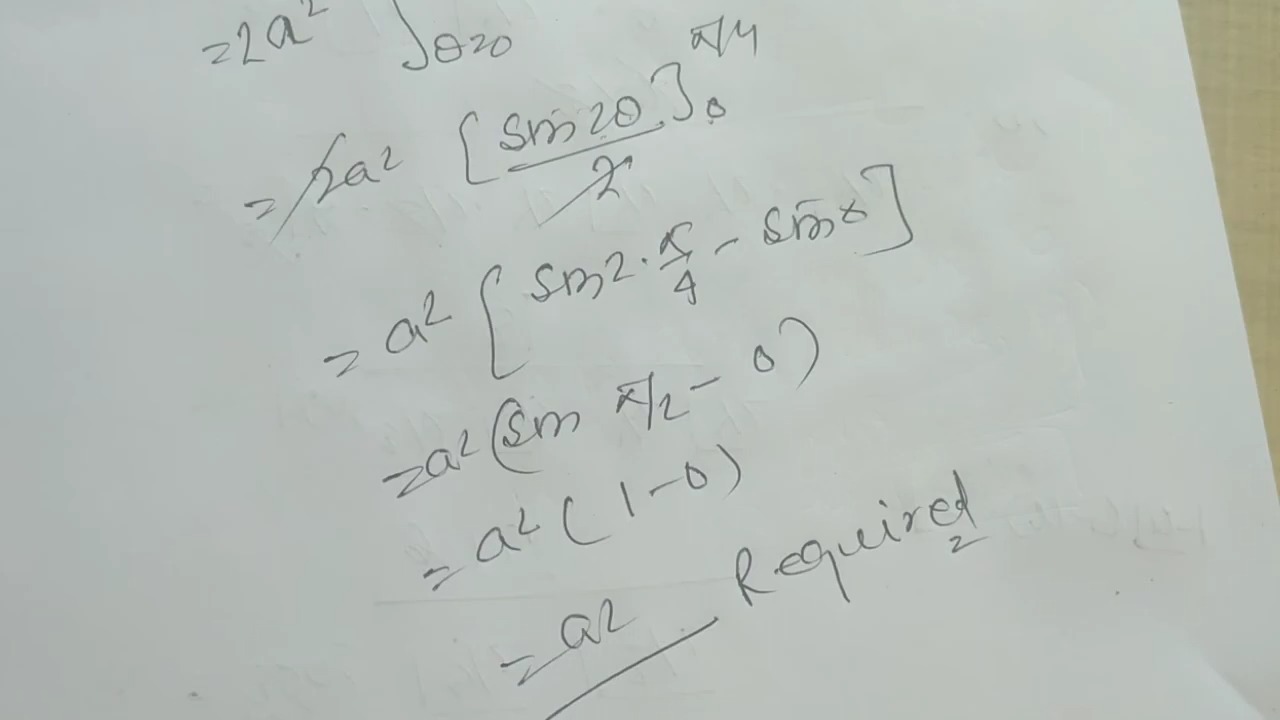 =2a² ∫θ=0
= 2a² [sin2θ/2]₀^π/4
= a² [sin2·π/4 - sin0]
=a²(sin π/2 - 0)
= a² (1-0)
= a² Required